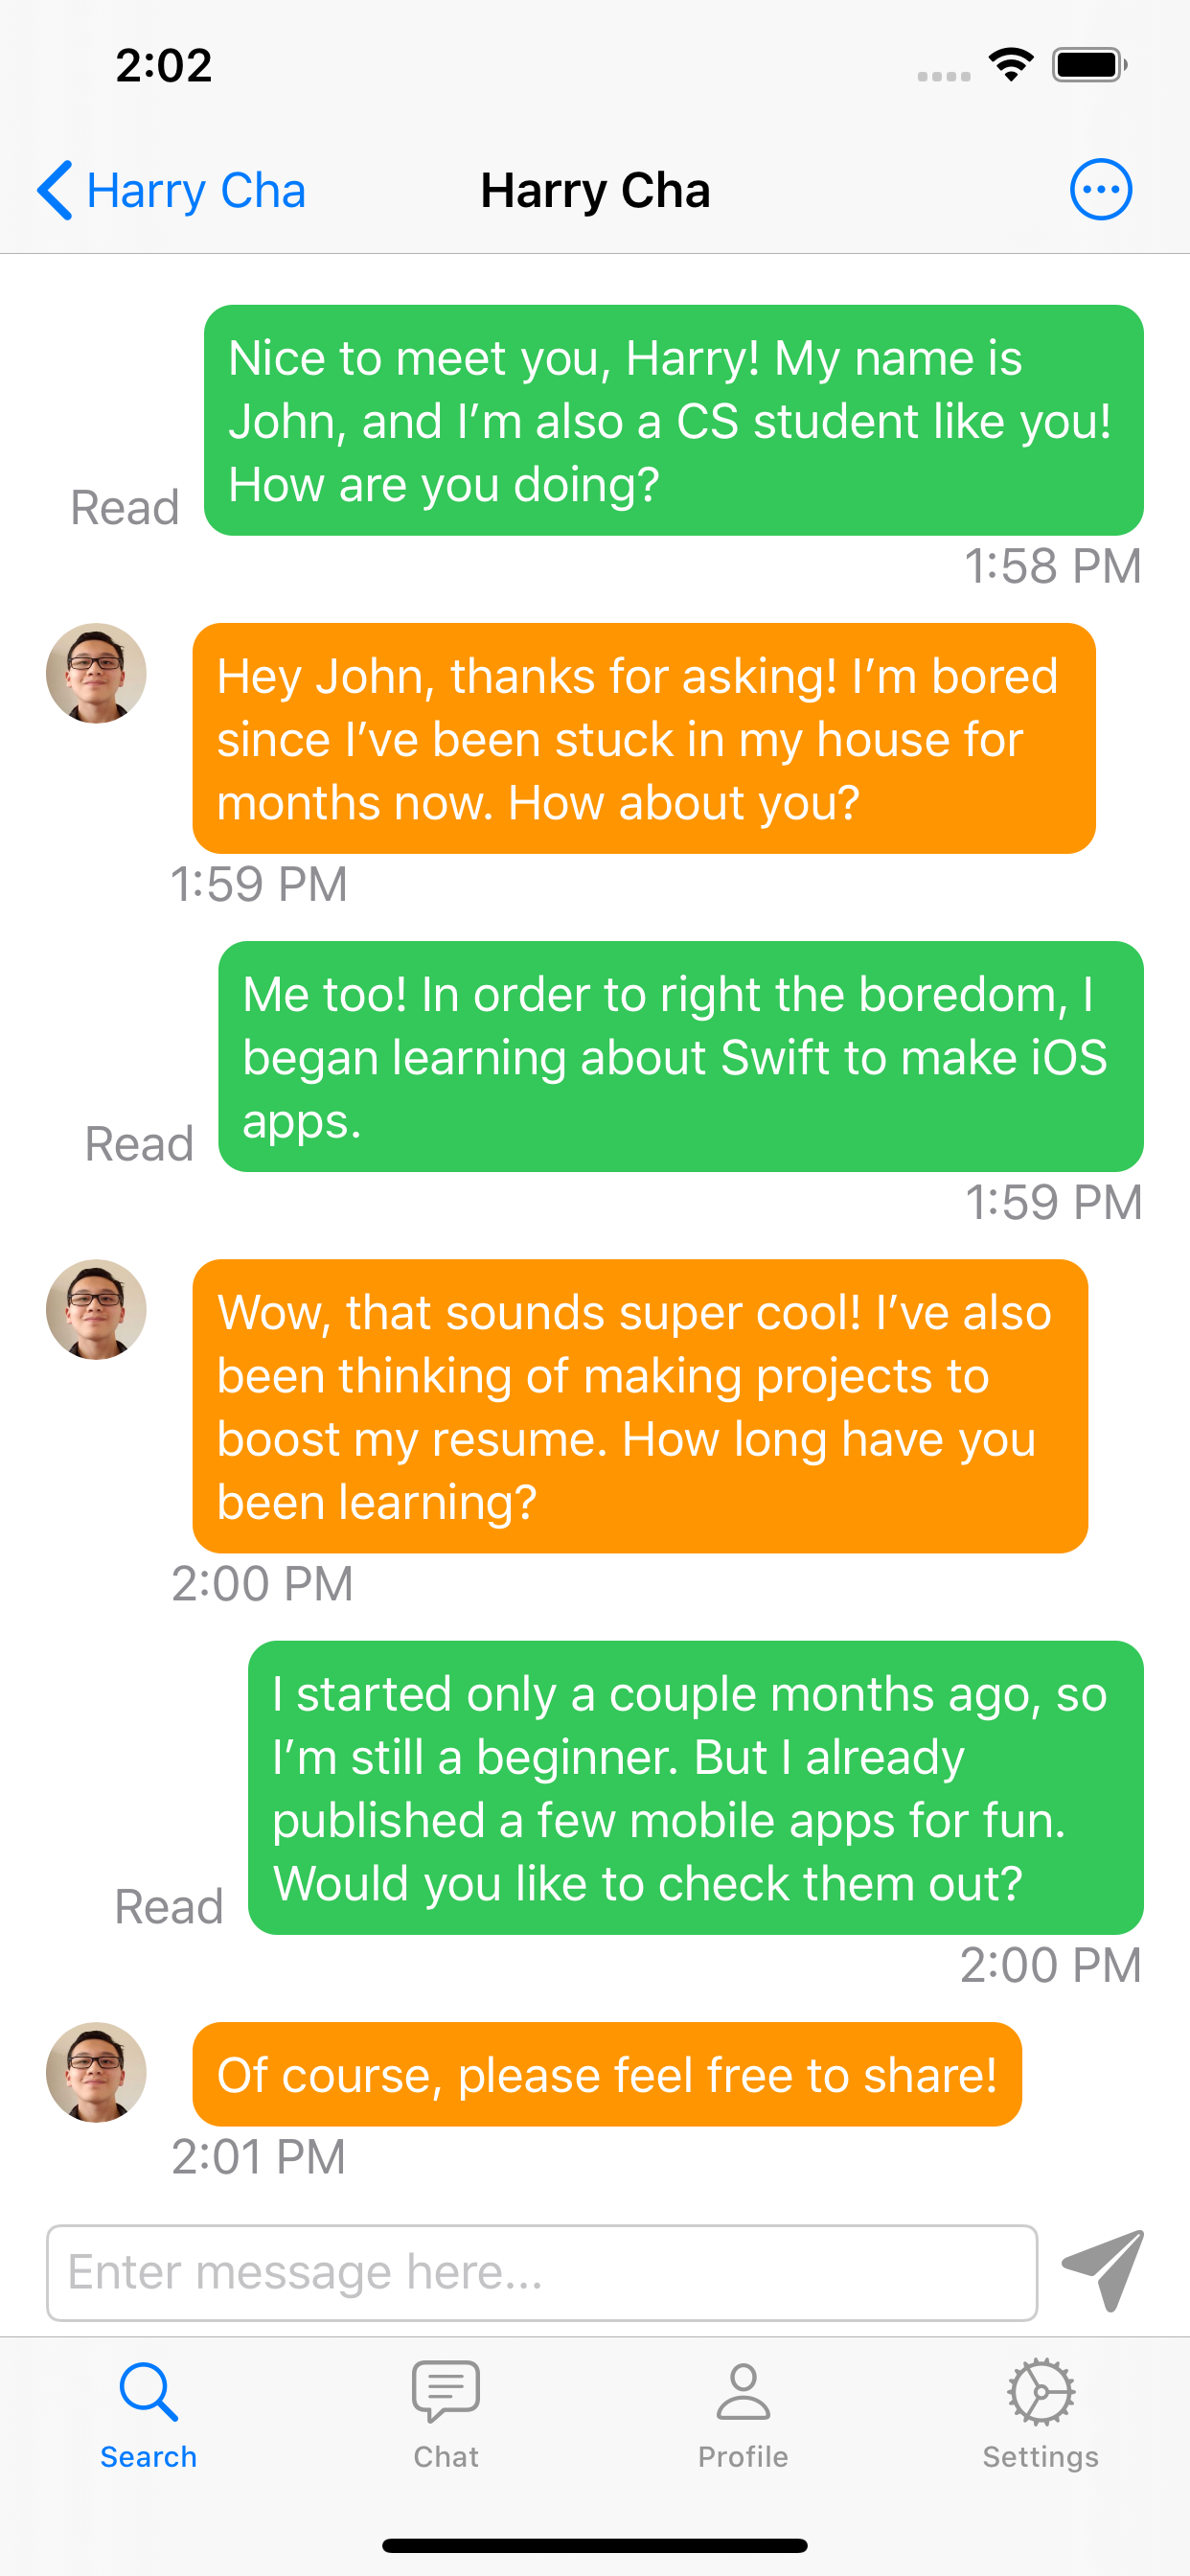 2:02
Harry Cha
Harry Cha
Nice to meet you, Harry! My name is
John, and I’m also a CS student like you!
How are you doing?
Read
1:58 PM
Hey John, thanks for asking! I’m bored
since I’ve been stuck in my house for
months now. How about you?
1:59 PM
Me too! In order to right the boredom, I
began learning about Swift to make iOS
apps.
Read
1:59 PM
Wow, that sounds super cool! I’ve also
been thinking of making projects to
boost my resume. How long have you
been learning?
2:00 PM
I started only a couple months ago, so
I’m still a beginner. But I already
published a few mobile apps for fun.
Would you like to check them out?
Read
2:00 PM
Of course, please feel free to share!
2:01 PM
Enter message here...
Search
Chat
Profile
Settings